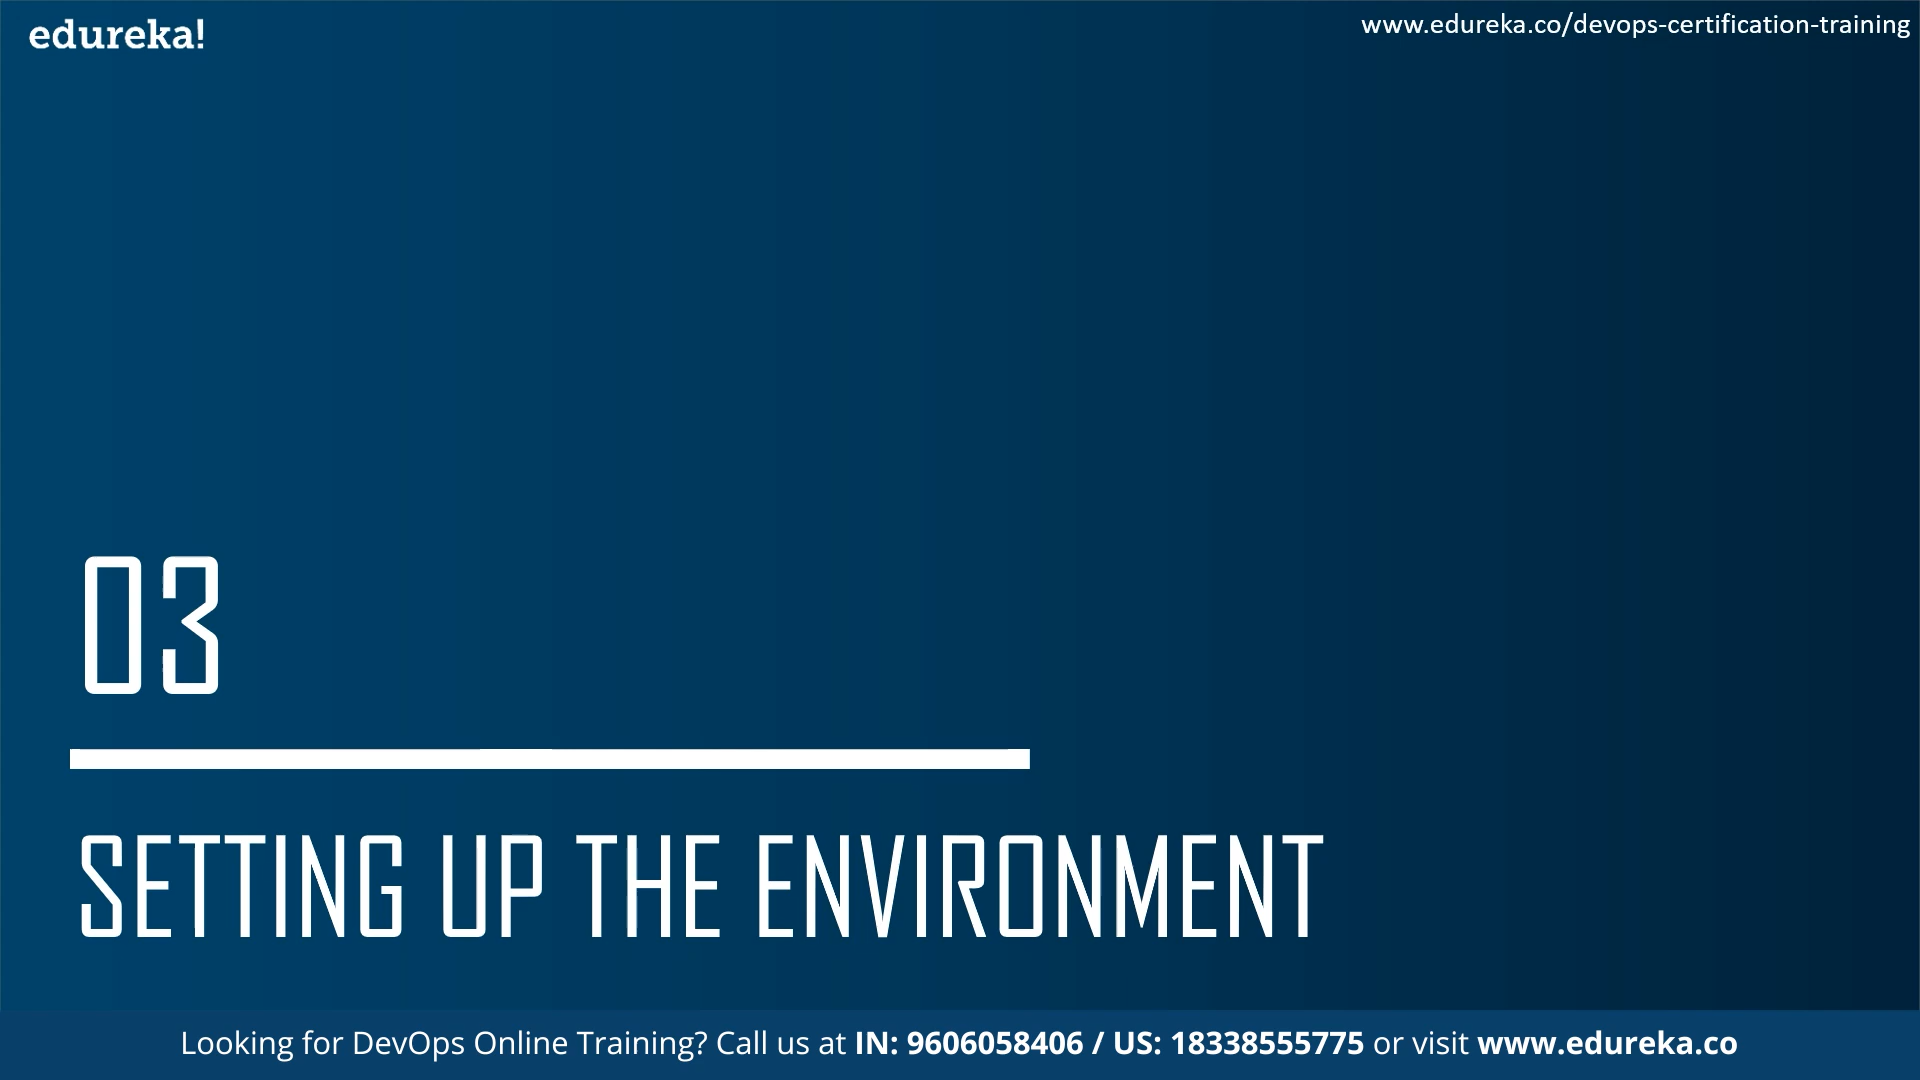 edureka!
www.edureka.co/devops-certification-training
03
SETTING UP THE ENVIRONMENT
Looking for DevOps Online Training? Call us at IN: 9606058406 / US: 18338555775 or visit www.edureka.co